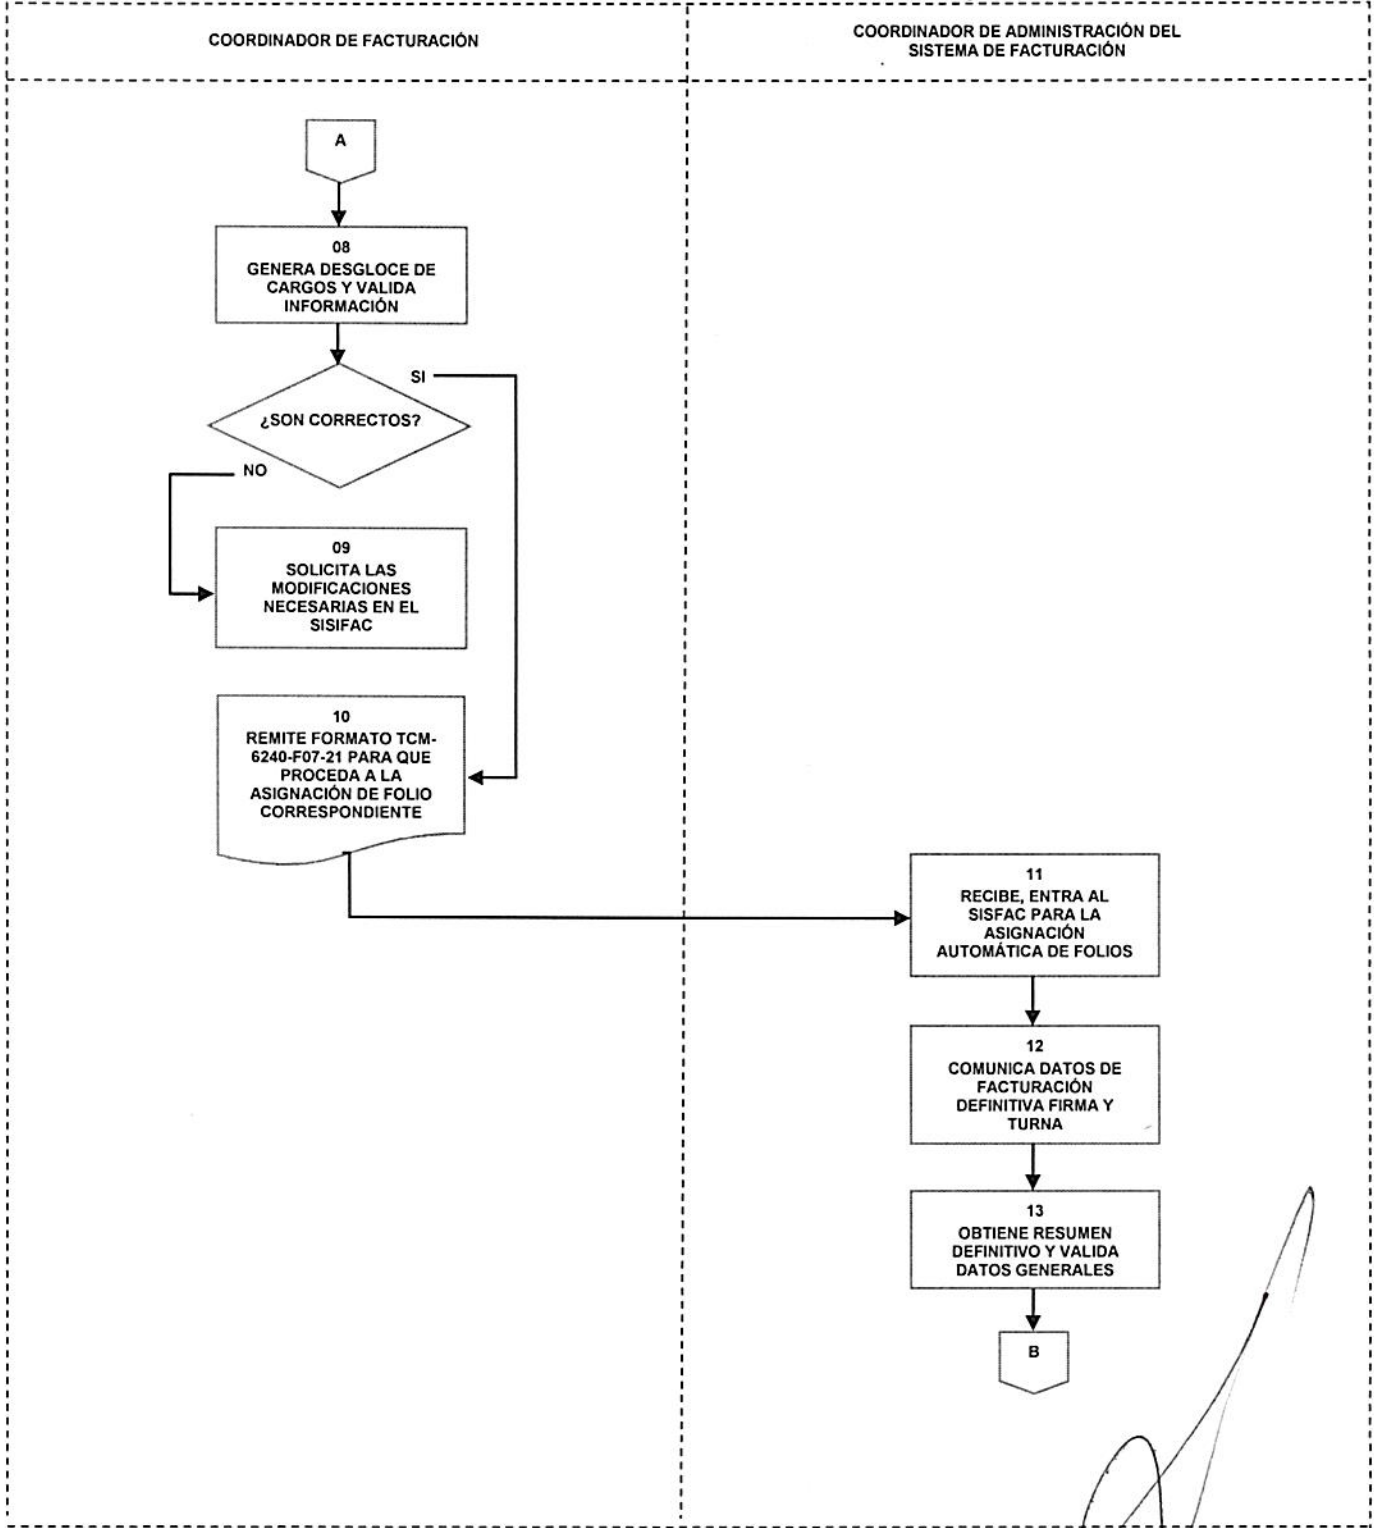 COORDINADOR DE FACTURACIÓN
COORDINADOR DE ADMINISTRACIÓN DEL
SISTEMA DE FACTURACIÓN
A
08
GENERA DESGLOCE DE
CARGOS Y VALIDA
INFORMACIÓN
SI
¿SON CORRECTOS?
NO
09
SOLICITA LAS
MODIFICACIONES
NECESARIAS EN EL
SISIFAC
10
REMITE FORMATO TCM-
6240-F07-21 PARA QUE
PROCEDA A LA
ASIGNACIÓN DE FOLIO
CORRESPONDIENTE
11
RECIBE, ENTRA AL
SISFAC PARA LA
ASIGNACIÓN
AUTOMÁTICA DE FOLIOS
12
COMUNICA DATOS DE
FACTURACIÓN
DEFINITIVA FIRMA Y
TURNA
13
OBTIENE RESUMEN
DEFINITIVO Y VALIDA
DATOS GENERALES
B